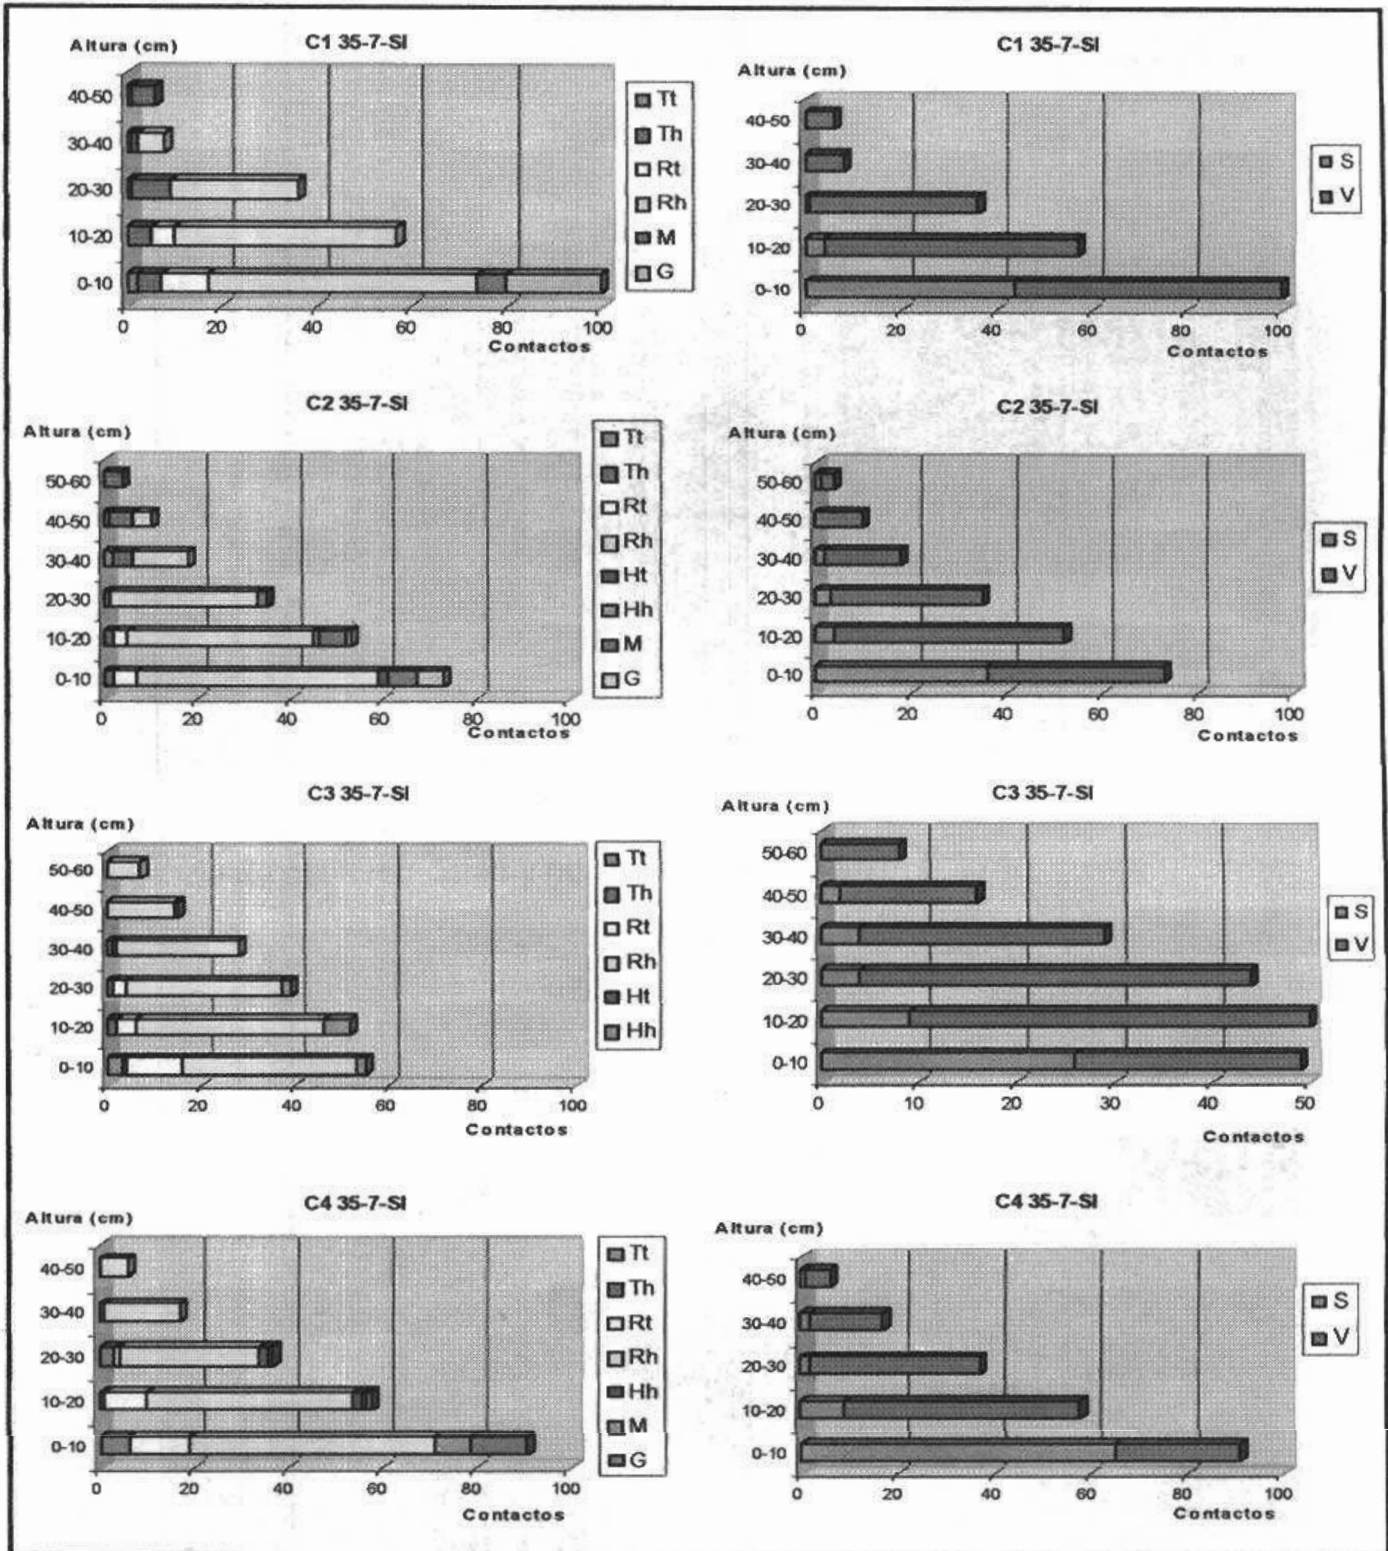 C1 35-7-SI
Altura (cm)
40-50
30-40
20-30
10-20
0-10
0 20 40 60 80 100
Contactos
Tt
Th
Rt
Rh
M
G
C1 35-7-SI
Altura (cm)
40-50
30-40
20-30
10-20
0-10
0 20 40 60 80 100
Contactos
S
V
C2 35-7-SI
Altura (cm)
50-60
40-50
30-40
20-30
10-20
0-10
0 20 40 60 80 100
Contactos
Tt
Th
Rt
Rh
Ht
Hh
M
G
C2 35-7-SI
Altura (cm)
50-60
40-50
30-40
20-30
10-20
0-10
0 20 40 60 80 100
Contactos
S
V
C3 35-7-SI
Altura (cm)
50-60
40-50
30-40
20-30
10-20
0-10
0 20 40 60 80 100
Contactos
Tt
Th
Rt
Rh
Ht
Hh
C3 35-7-SI
Altura (cm)
50-60
40-50
30-40
20-30
10-20
0-10
0 10 20 30 40 50
Contactos
S
V
C4 35-7-SI
Altura (cm)
40-50
30-40
20-30
10-20
0-10
0 20 40 60 80 100
Contactos
Tt
Th
Rt
Rh
Hh
M
G
C4 35-7-SI
Altura (cm)
40-50
30-40
20-30
10-20
0-10
0 20 40 60 80 100
Contactos
S
V